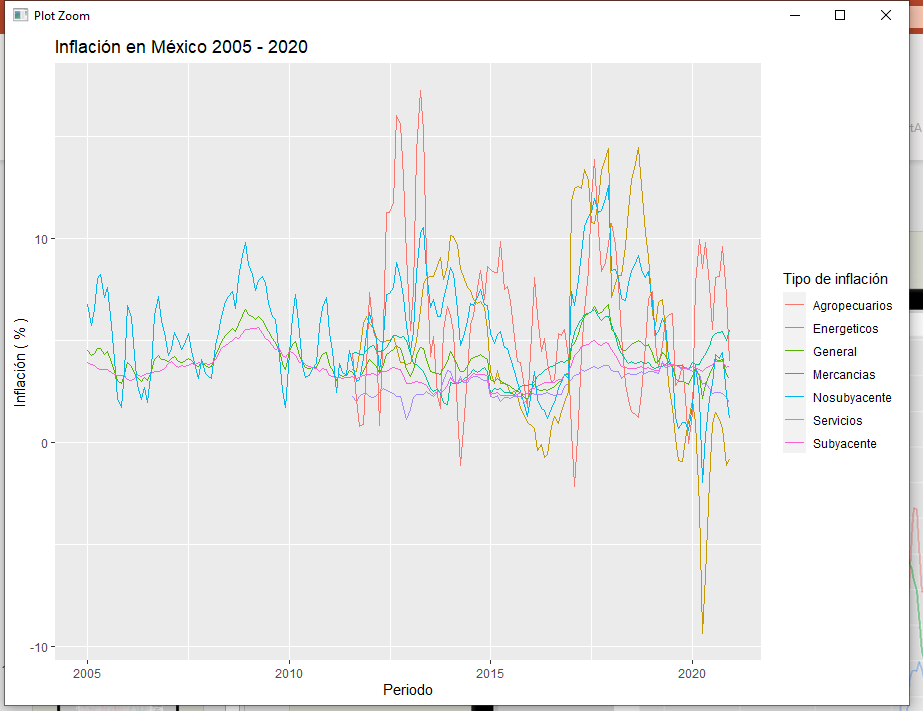 Plot Zoom
Inflación en México 2005 - 2020
10
0
-10
Inflación ( % )
2005 2010 2015 2020
Periodo
Tipo de inflación
Agropecuarios
Energeticos
General
Mercancias
Nosubyacente
Servicios
Subyacente
tA